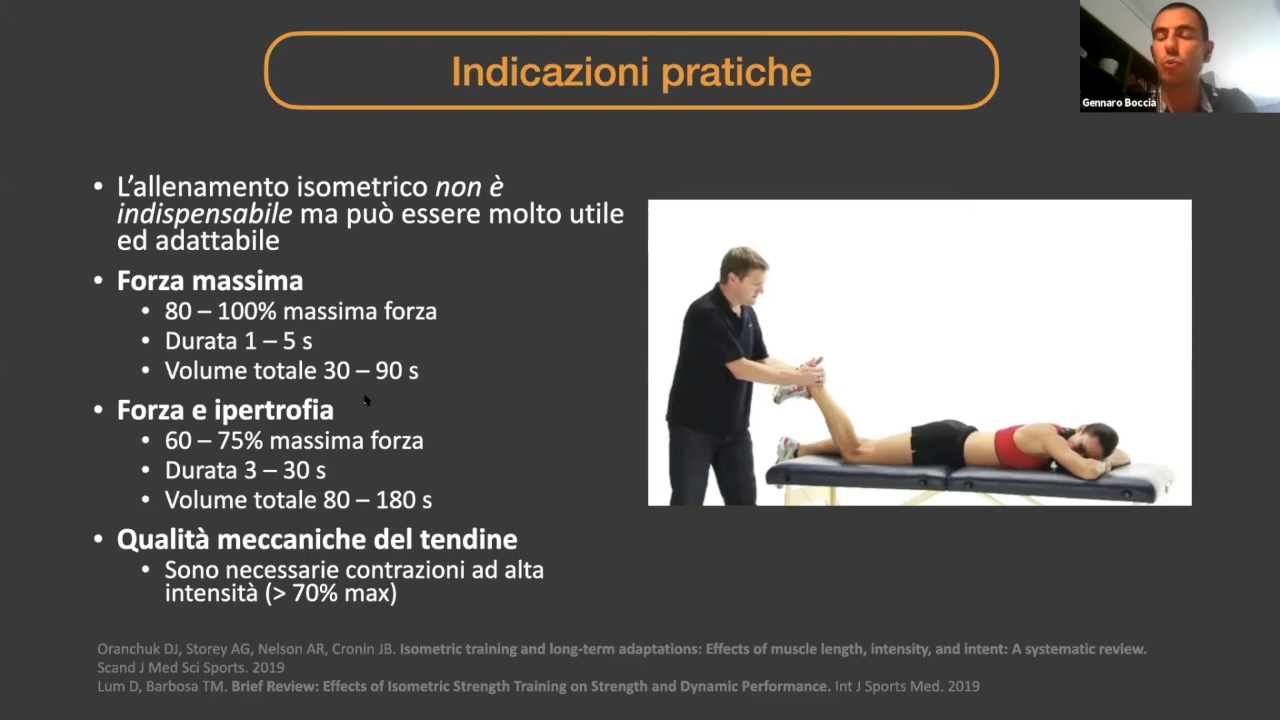 Indicazioni pratiche
Gennaro Boccia
• L’allenamento isometrico non è
indispensabile ma può essere molto utile
ed adattabile
• Forza massima
• 80 – 100% massima forza
• Durata 1 – 5 s
• Volume totale 30 – 90 s
• Forza e ipertrofia
• 60 – 75% massima forza
• Durata 3 – 30 s
• Volume totale 80 – 180 s
• Qualità meccaniche del tendine
• Sono necessarie contrazioni ad alta
intensità (> 70% max)
Oranchuk DJ, Storey AG, Nelson AR, Cronin JB. Isometric training and long-term adaptations: Effects of muscle length, intensity, and intent: A systematic review.
Scand J Med Sci Sports. 2019
Lum D, Barbosa TM. Brief Review: Effects of Isometric Strength Training on Strength and Dynamic Performance. Int J Sports Med. 2019